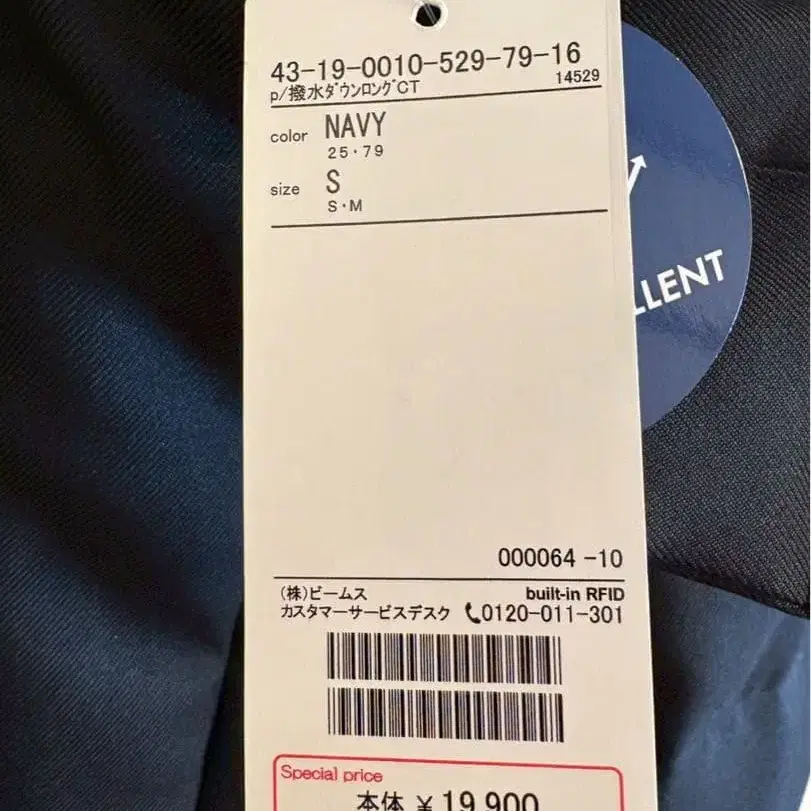 43-19-0010-529-79-16
p/撥水ﾀﾞｳﾝﾛﾝｸﾞCT 14529
color NAVY
25・79
size S
S・M
LLENT
000064 -10
(株)ビームス built-in RFID
カスタマーサービスデスク 0120-011-301
Special price
本体 ¥19,900